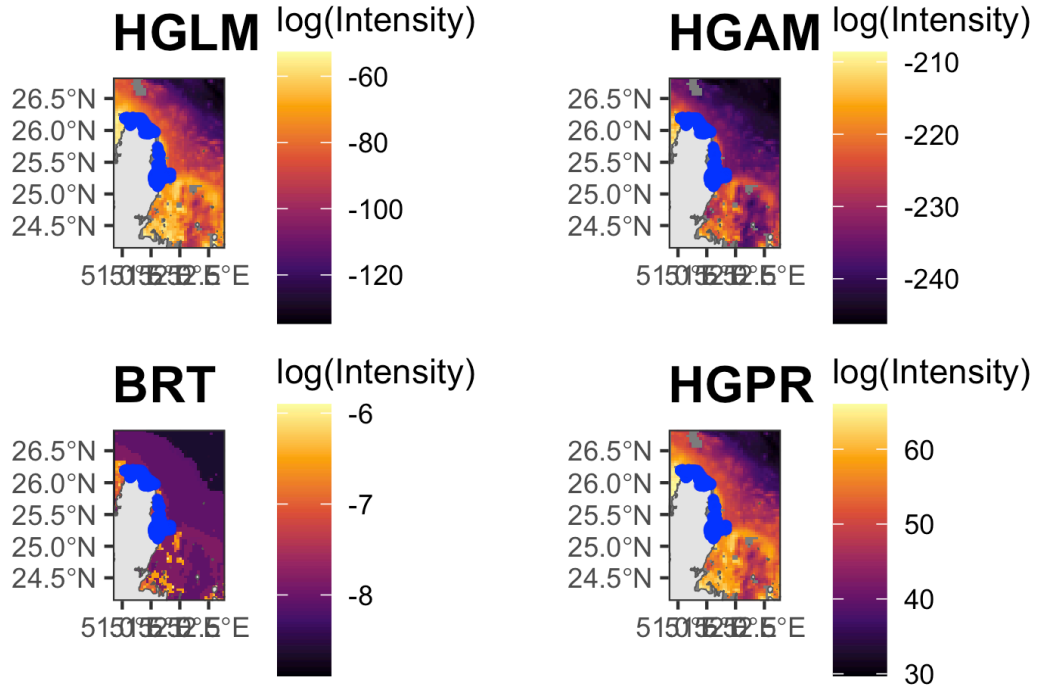 HGLM log(Intensity)
26.5°N
26.0°N
25.5°N
25.0°N
24.5°N
-60
-80
-100
-120
HGAM log(Intensity)
26.5°N
26.0°N
25.5°N
25.0°N
24.5°N
-210
-220
-230
-240
BRT log(Intensity)
26.5°N
26.0°N
25.5°N
25.0°N
24.5°N
-6
-7
-8
HGPR log(Intensity)
26.5°N
26.0°N
25.5°N
25.0°N
24.5°N
60
50
40
30